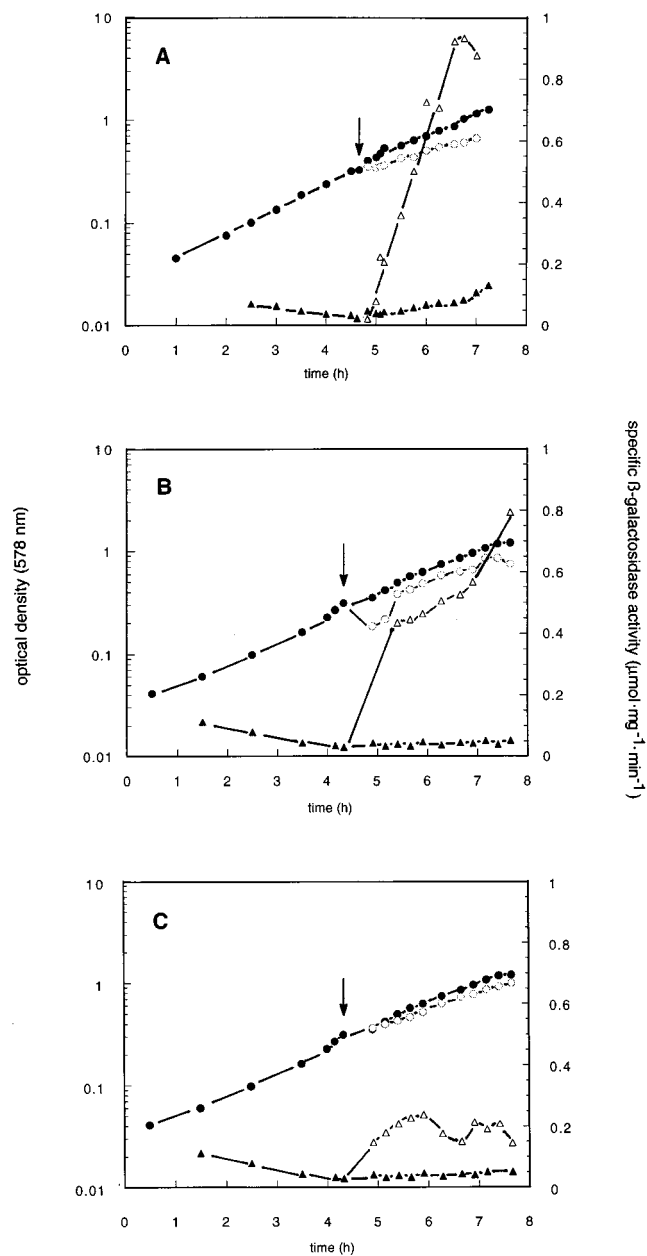 A
10
1
0.1
0.01
1
0.8
0.6
0.4
0.2
0
0 1 2 3 4 5 6 7 8
time (h)
B
10
1
0.1
0.01
1
0.8
0.6
0.4
0.2
0
0 1 2 3 4 5 6 7 8
time (h)
optical density (578 nm)
specific ß-galactosidase activity (µmol·mg⁻¹·min⁻¹)
C
10
1
0.1
0.01
1
0.8
0.6
0.4
0.2
0
0 1 2 3 4 5 6 7 8
time (h)